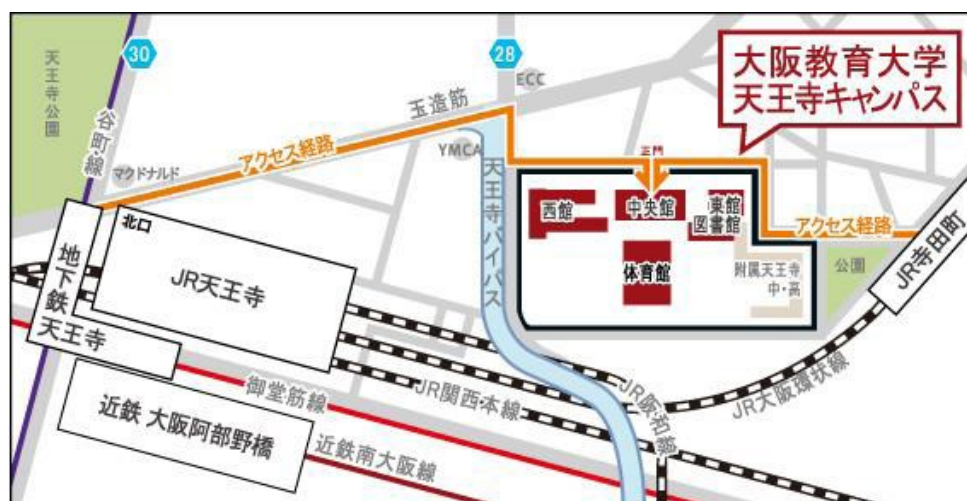 30
28
天王寺公園
谷町線
ECC
玉造筋
大阪教育大学
天王寺キャンパス
アクセス経路
YMCA
マクドナルド
正門
天王寺バイパス
西館
中央館
東館
図書館
アクセス経路
北口
地下鉄
天王寺
JR天王寺
体育館
附属天王寺
中・高
公園
JR寺田町
御堂筋線
JR関西本線
JR阪和線
JR大阪環状線
近鉄 大阪阿部野橋
近鉄南大阪線